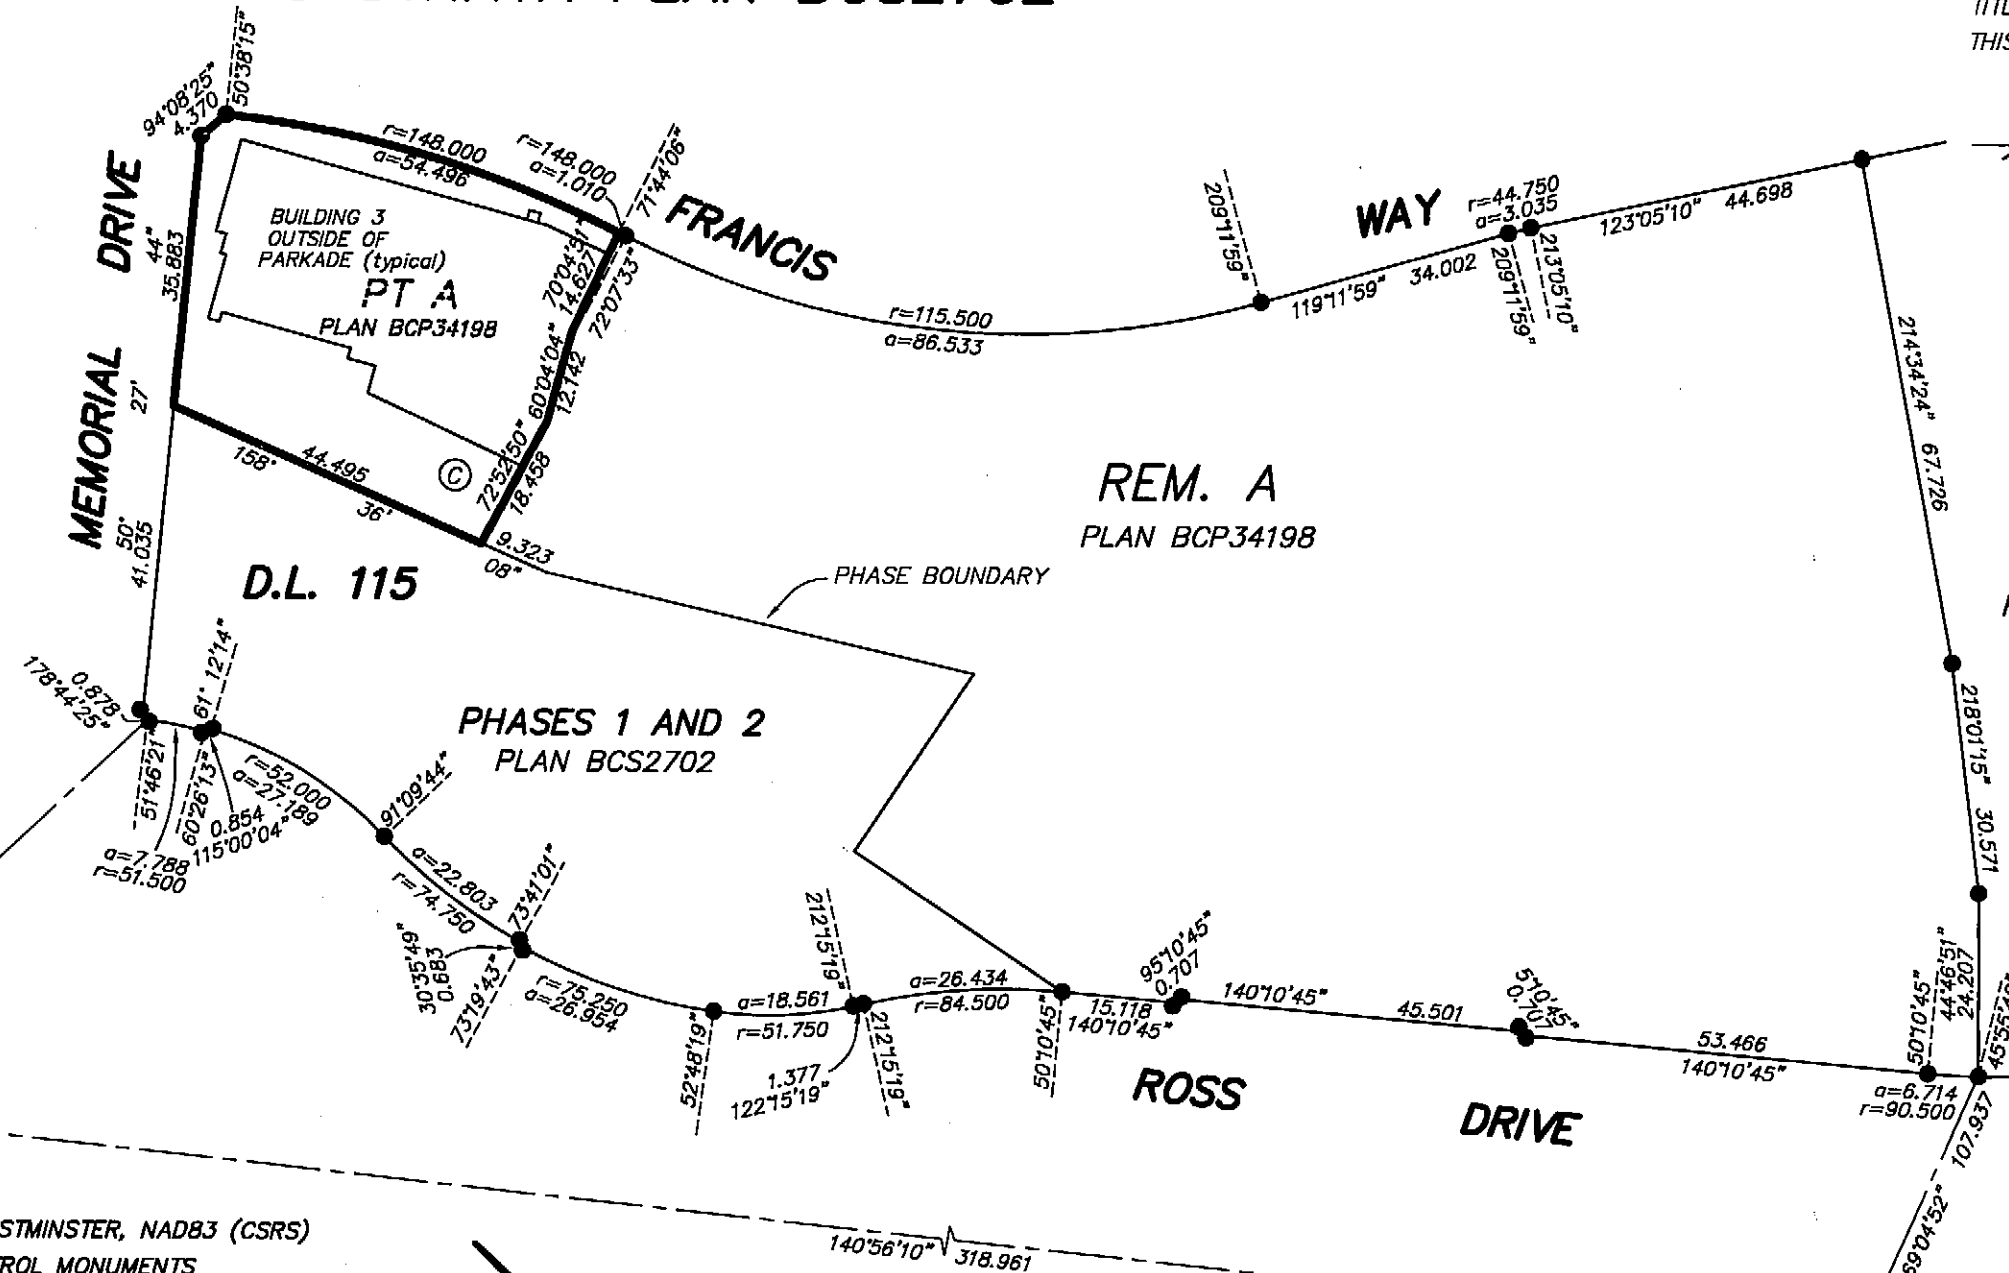 THIS
50°38'15"
94°08'25"
4.370
r=148.000
a=54.496
r=148.000
a=1.010
71°44'06"
FRANCIS
WAY
209°11'59"
r=44.750
a=3.035
123°05'10" 44.698
213°05'10"
209°11'59"
119°11'59" 34.002
r=115.500
a=86.533
MEMORIAL DRIVE
50° 27' 44"
35.883
41.035
BUILDING 3
OUTSIDE OF
PARKADE (typical)
PT A
PLAN BCP34198
70°04'51"
14.627
72°07'33"
60°04'04"
12.142
72°52'50"
18.458
C
158° 36' 08"
44.495
9.323
214°34'24" 67.726
REM. A
PLAN BCP34198
PHASE BOUNDARY
D.L. 115
218°01'15" 30.571
0.878
178°44'25"
61° 12'14"
51°46'21"
60°26'13"
PHASES 1 AND 2
PLAN BCS2702
r=52.000
a=27.189
0.854
115°00'04"
a=7.788
r=51.500
91°09'44"
a=22.803
r=74.750
73°41'01"
30°35'49"
0.683
73°19'43"
r=75.250
a=26.954
52°48'19"
a=18.561
r=51.750
212°15'19"
1.377
122°15'19"
212°15'19"
a=26.434
r=84.500
50°10'45"
15.118
140°10'45"
95°10'45"
0.707
140°10'45" 45.501
5°10'45"
0.707
53.466
140°10'45"
50°10'45"
44°46'51"
24.207
a=6.714
r=90.500
107.937
ROSS DRIVE
140°56'10" 318.961
STMINSTER, NAD83 (CSRS)
ROL MONUMENTS